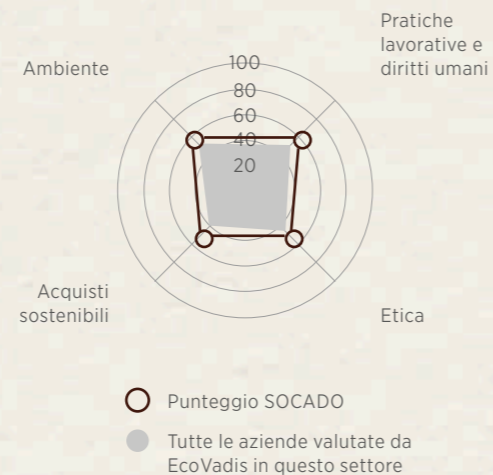 Pratiche
lavorative e
diritti umani
Ambiente
100
80
60
40
20
Acquisti
sostenibili
Etica
Punteggio SOCADO
Tutte le aziende valutate da
EcoVadis in questo settore